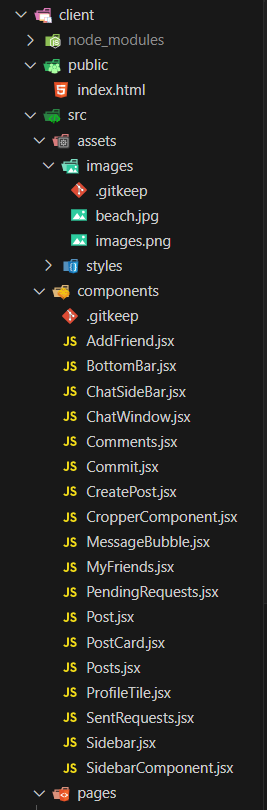 client
node_modules
public
index.html
src
assets
images
.gitkeep
beach.jpg
images.png
styles
components
.gitkeep
JS AddFriend.jsx
JS BottomBar.jsx
JS ChatSideBar.jsx
JS ChatWindow.jsx
JS Comments.jsx
JS Commit.jsx
JS CreatePost.jsx
JS CropperComponent.jsx
JS MessageBubble.jsx
JS MyFriends.jsx
JS PendingRequests.jsx
JS Post.jsx
JS PostCard.jsx
JS Posts.jsx
JS ProfileTile.jsx
JS SentRequests.jsx
JS Sidebar.jsx
JS SidebarComponent.jsx
pages